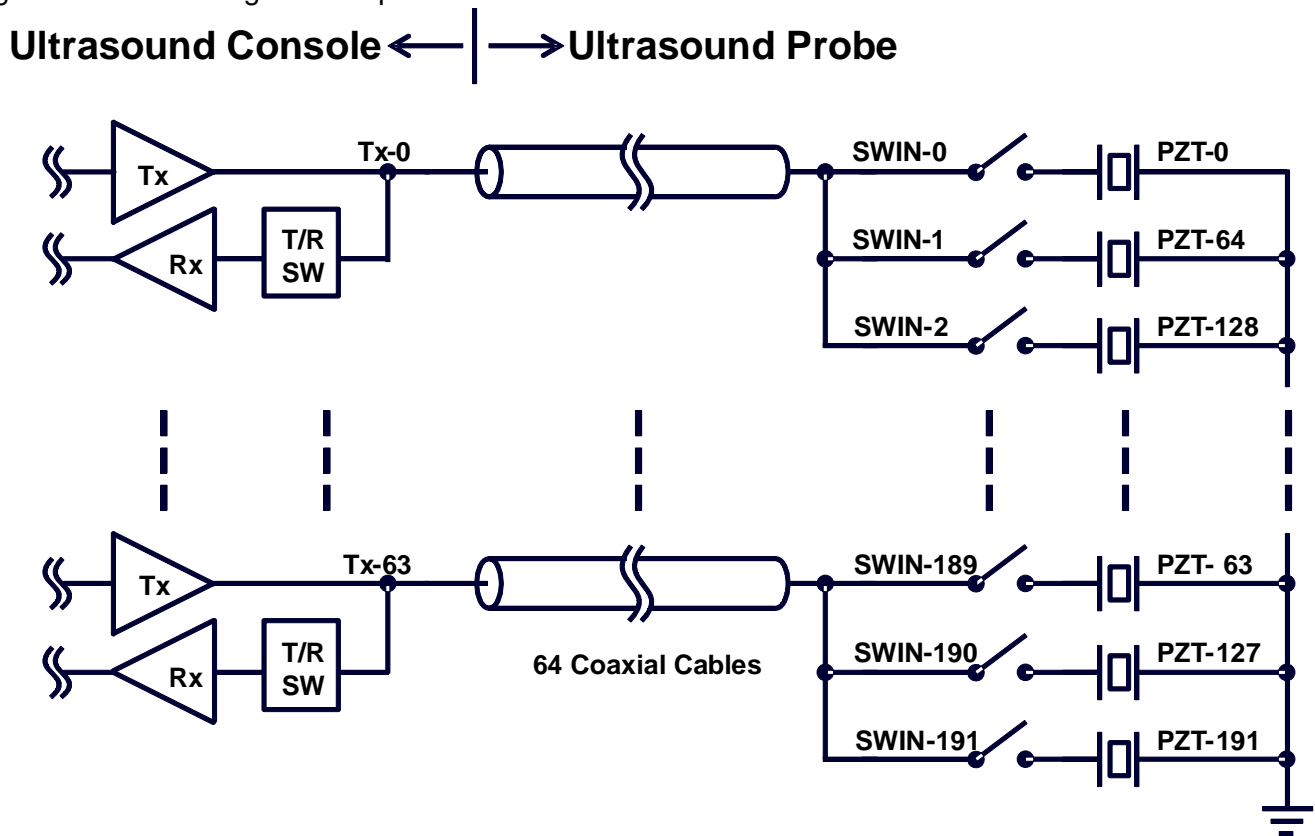 Ultrasound Console
Ultrasound Probe
Tx-0
SWIN-0
PZT-0
Tx
T/R
SW
Rx
SWIN-1
PZT-64
SWIN-2
PZT-128
Tx-63
SWIN-189
PZT- 63
Tx
T/R
SW
Rx
64 Coaxial Cables
SWIN-190
PZT-127
SWIN-191
PZT-191